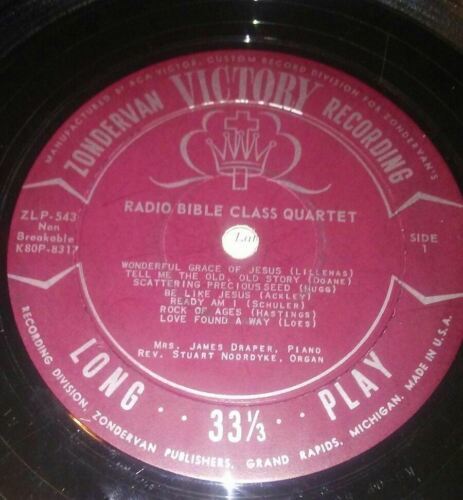 MANUFACTURED BY RCA VICTOR, CUSTOM RECORD DIVISION FOR ZONDERVAN'S
ZONDERVAN VICTORY RECORDING
RADIO BIBLE CLASS QUARTET
ZLP-543
Non
Breakable
K80P-8317
SIDE
1
WONDERFUL GRACE OF JESUS (LILLENAS)
TELL ME THE OLD, OLD STORY (DOANE)
SCATTERING PRECIOUS SEED (HUGG)
BE LIKE JESUS (ACKLEY)
READY AM I (SCHULER)
ROCK OF AGES (HASTINGS)
LOVE FOUND A WAY (LOES)
MRS. JAMES DRAPER, PIANO
REV. STUART NOORDYKE, ORGAN
LONG 33⅓ PLAY
RECORDING DIVISION, ZONDERVAN PUBLISHERS, GRAND RAPIDS, MICHIGAN. MADE IN U.S.A.